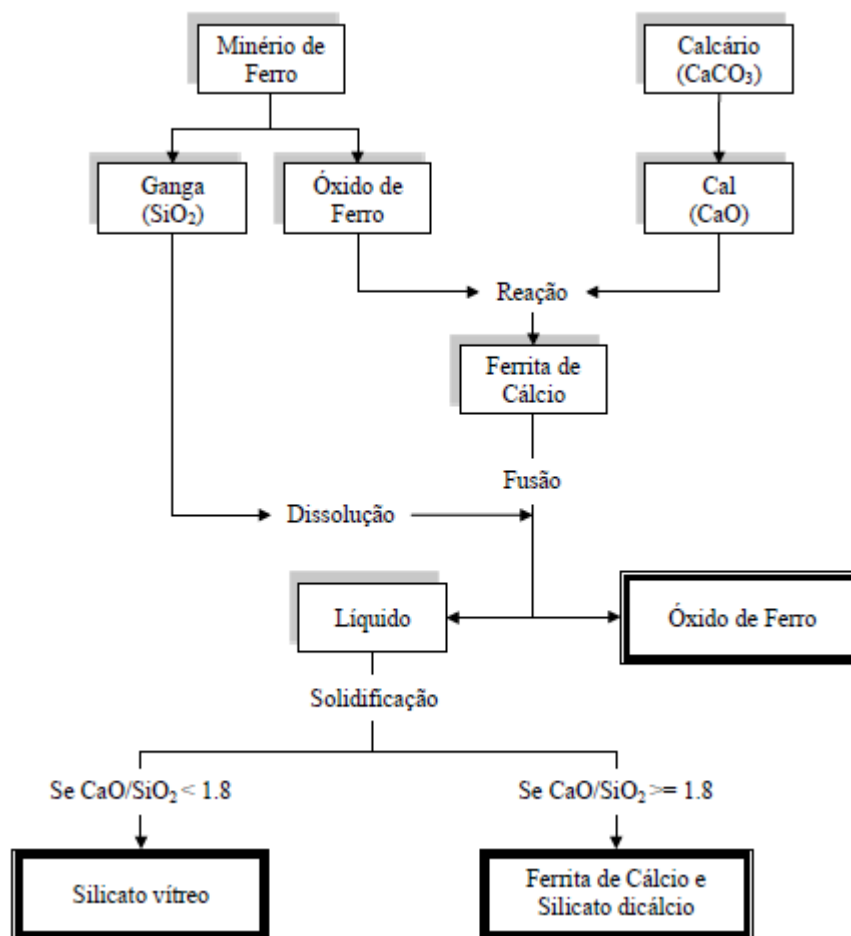 Minério de
Ferro
Calcário
(CaCO₃)
Ganga
(SiO₂)
Óxido de
Ferro
Cal
(CaO)
Reação
Ferrita de
Cálcio
Fusão
Dissolução
Líquido
Óxido de Ferro
Solidificação
Se CaO/SiO₂ < 1.8
Se CaO/SiO₂ >= 1.8
Silicato vítreo
Ferrita de Cálcio e
Silicato dicálcio